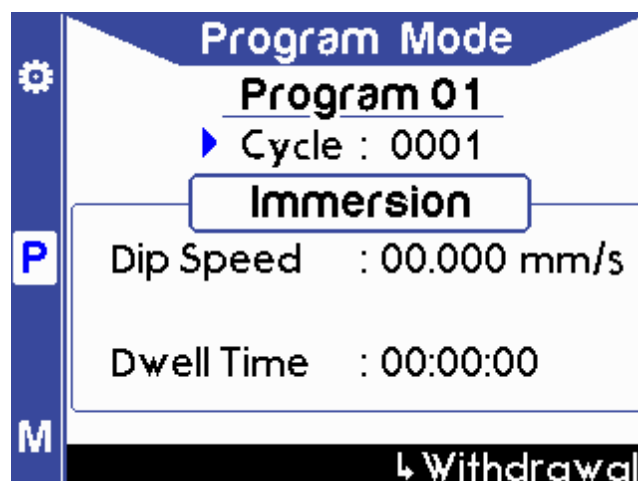 Program Mode
Program 01
Cycle : 0001
Immersion
Dip Speed : 00.000 mm/s
P
Dwell Time : 00:00:00
M
↳ Withdrawal